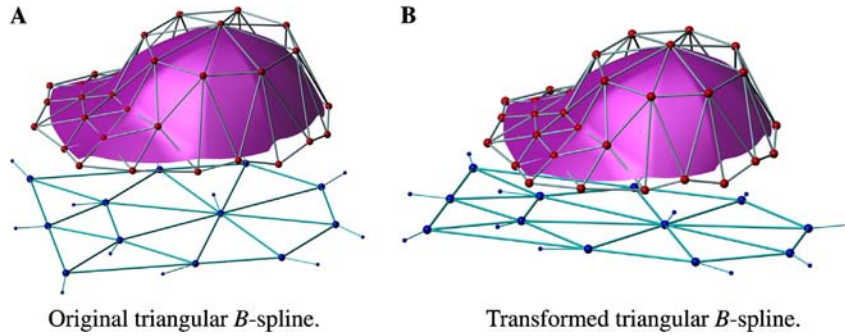 A
B
Original triangular B-spline.
Transformed triangular B-spline.